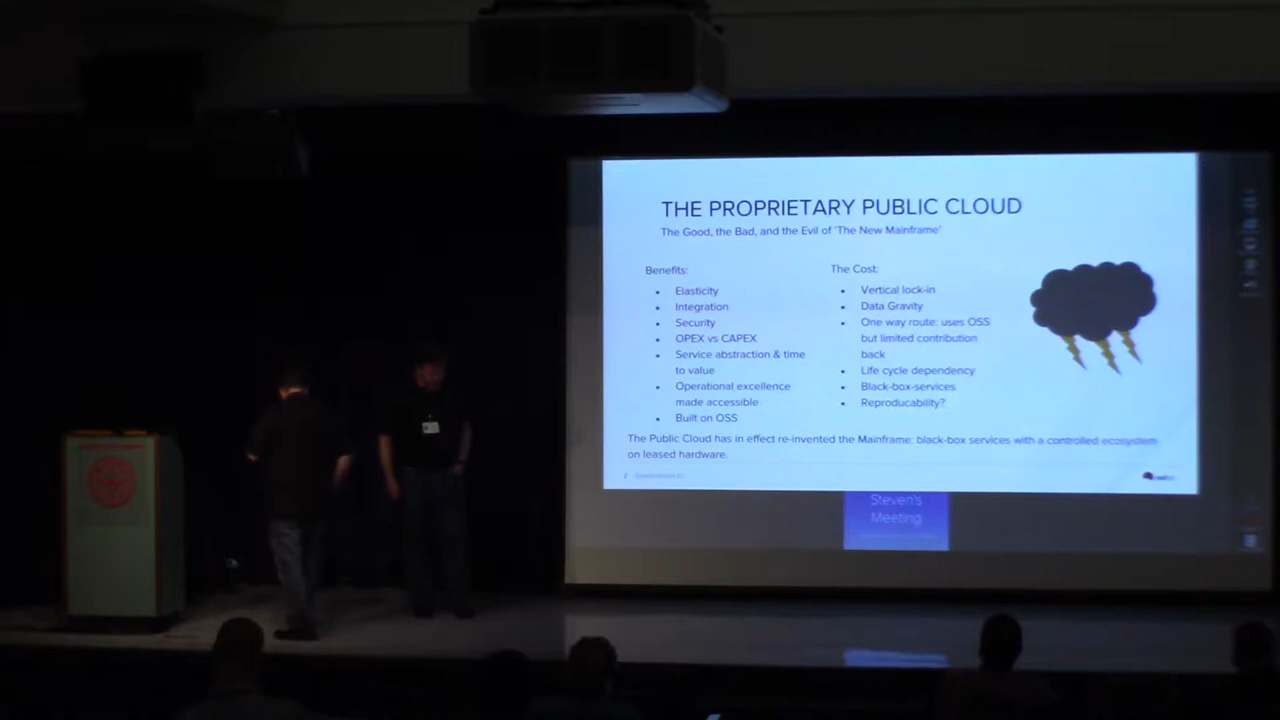 THE PROPRIETARY PUBLIC CLOUD
The Good, the Bad, and the Evil of 'The New Mainframe'
Benefits:
• Elasticity
• Integration
• Security
• OPEX vs CAPEX
• Service abstraction & time
to value
• Operational excellence
made accessible
• Built on OSS
The Cost:
• Vertical lock-in
• Data Gravity
• One way route: uses OSS
but limited contribution
back
• Life cycle dependency
• Black-box-services
• Reproducability?
The Public Cloud has in effect re-invented the Mainframe: black-box services with a controlled ecosystem
on leased hardware.
2
Steven's
Meeting